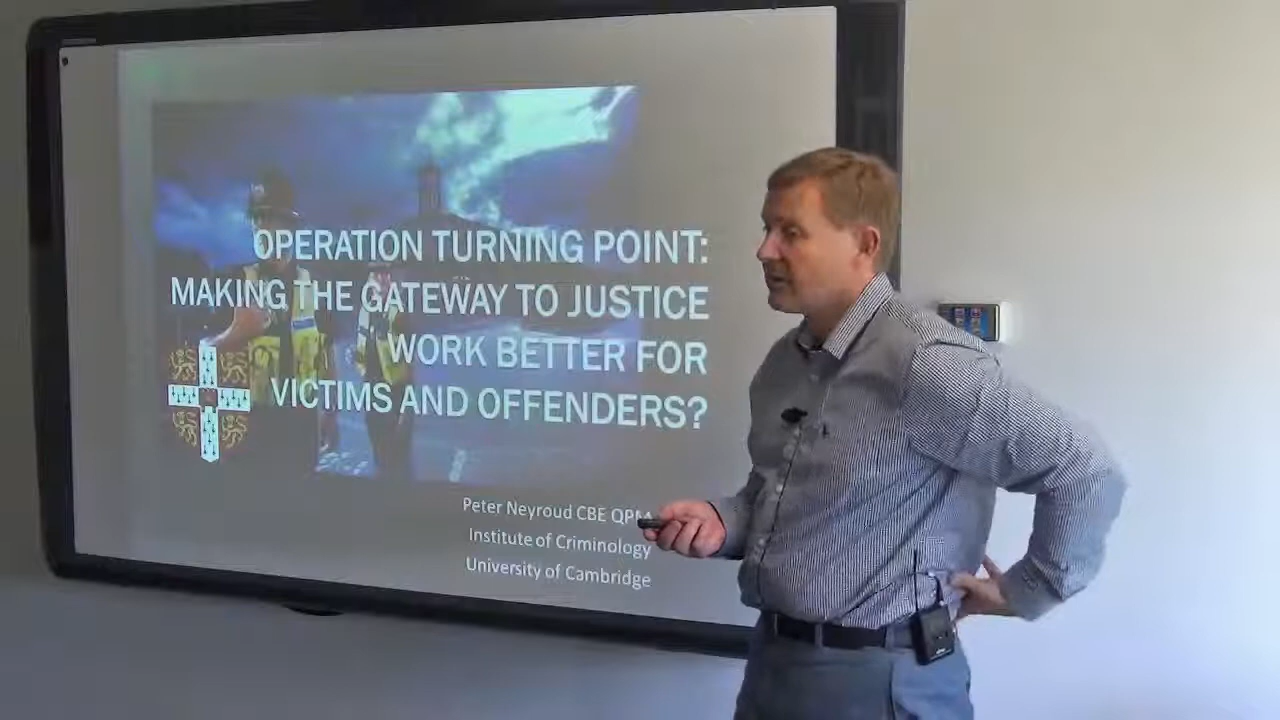 OPERATION TURNING POINT:
MAKING THE GATEWAY TO JUSTICE
WORK BETTER FOR
VICTIMS AND OFFENDERS?
Peter Neyroud CBE QPM
Institute of Criminology
University of Cambridge